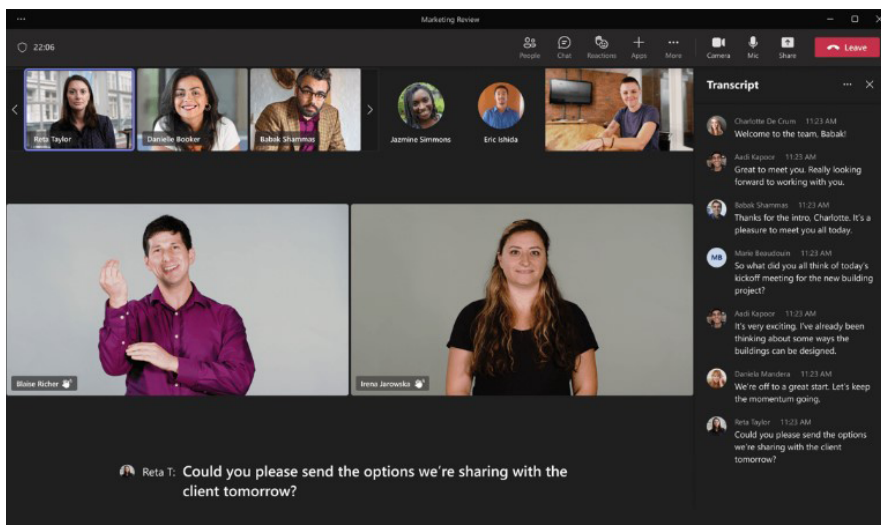 Marketing Review
22:06
People
Chat
Reactions
Apps
More
Camera
Mic
Share
Leave
Reta Taylor
Danielle Booker
Babak Shammas
Jazmine Simmons
Eric Ishida
Blaise Richer
Irena Jarowska
Reta T: Could you please send the options we're sharing with the
client tomorrow?
Transcript
Charlotte De Crum 11:23 AM
Welcome to the team, Babak!
Aadi Kapoor 11:23 AM
Great to meet you. Really looking
forward to working with you.
Babak Shammas 11:23 AM
Thanks for the intro, Charlotte. It's a
pleasure to meet you all today.
MB
Marie Beaudouin 11:23 AM
So what did you all think of today's
kickoff meeting for the new building
project?
Aadi Kapoor 11:23 AM
It's very exciting. I've already been
thinking about some ways the
buildings can be designed.
Daniela Mandera 11:23 AM
We're off to a great start. Let's keep
the momentum going.
Reta Taylor 11:23 AM
Could you please send the options
we're sharing with the client
tomorrow?